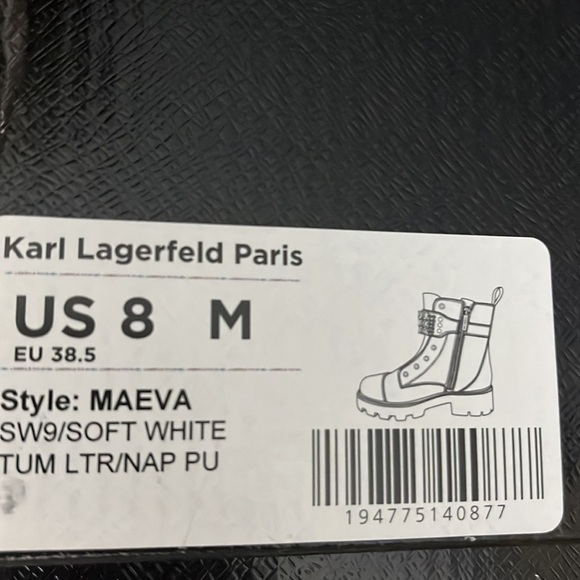 Karl Lagerfeld Paris
US 8 M
EU 38.5
Style: MAEVA
SW9/SOFT WHITE
TUM LTR/NAP PU
194775140877